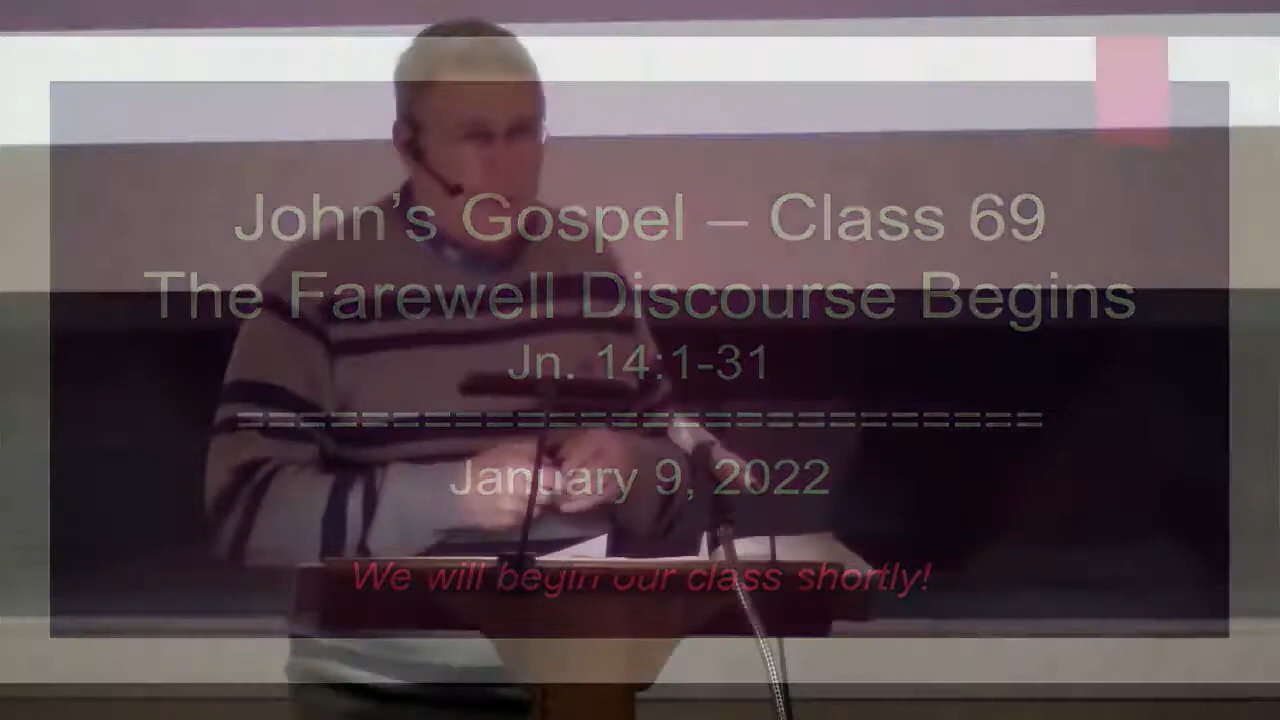 John’s Gospel – Class 69
The Farewell Discourse Begins
Jn. 14:1-31
==============================
January 9, 2022
We will begin our class shortly!